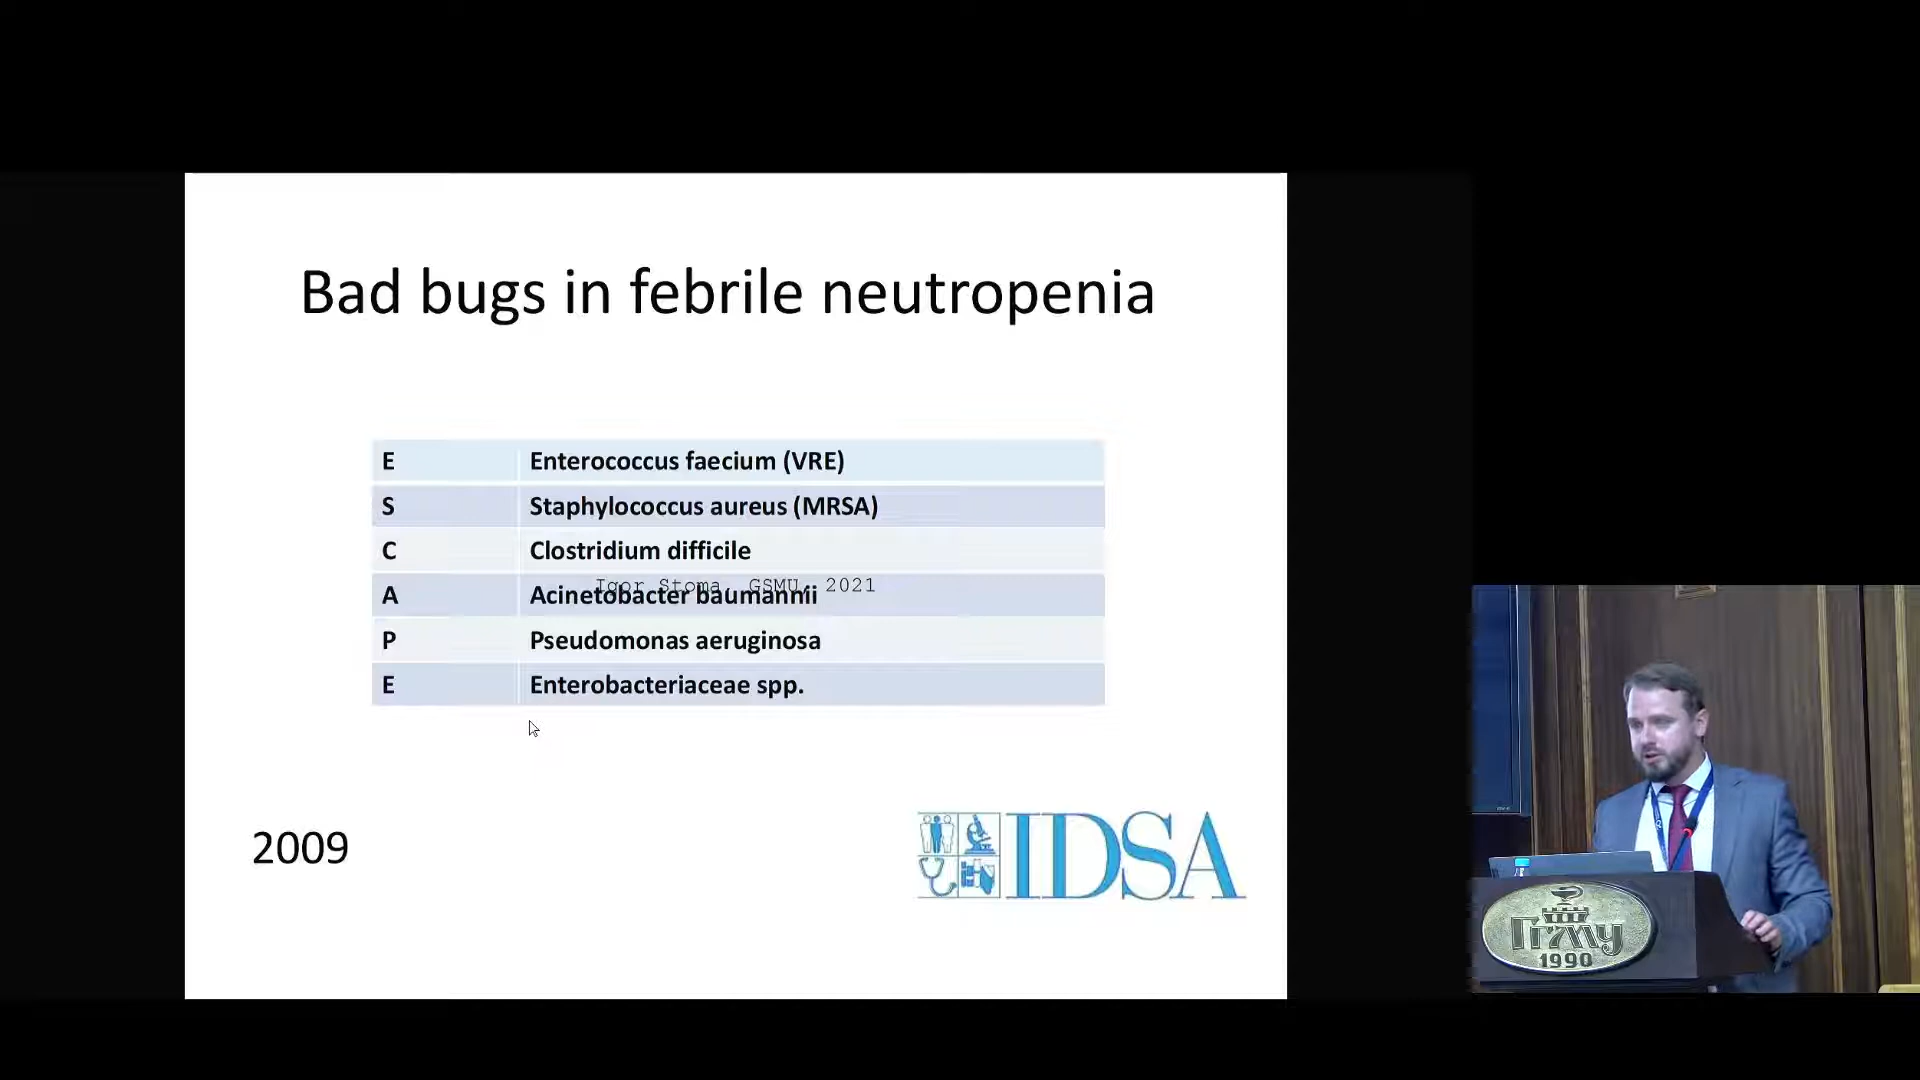 Bad bugs in febrile neutropenia
E Enterococcus faecium (VRE)
S Staphylococcus aureus (MRSA)
C Clostridium difficile
Igor Stoma, GSMU, 2021
A Acinetobacter baumannii
P Pseudomonas aeruginosa
E Enterobacteriaceae spp.
2009
IDSA
ГГМУ
1990